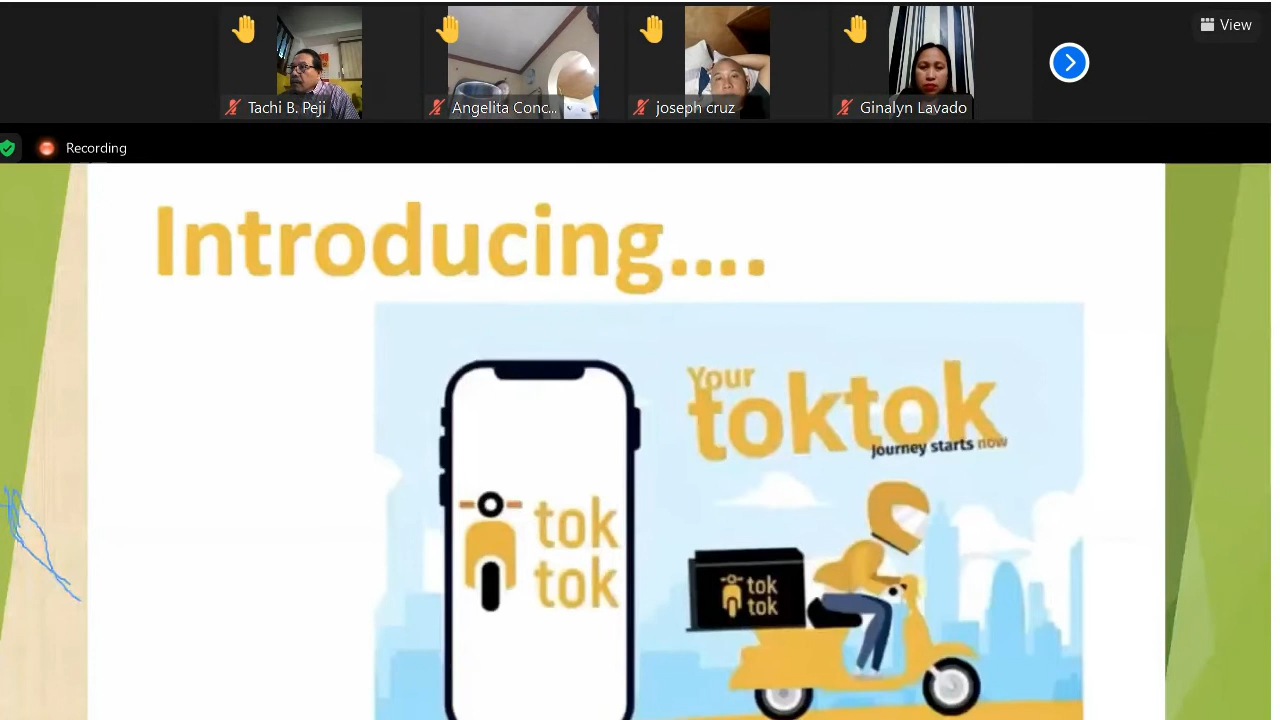 View
Tachi B. Peji
Angelita Conc...
joseph cruz
Ginalyn Lavado
Recording
Introducing....
Your
toktok
Journey starts now
tok
tok
tok
tok